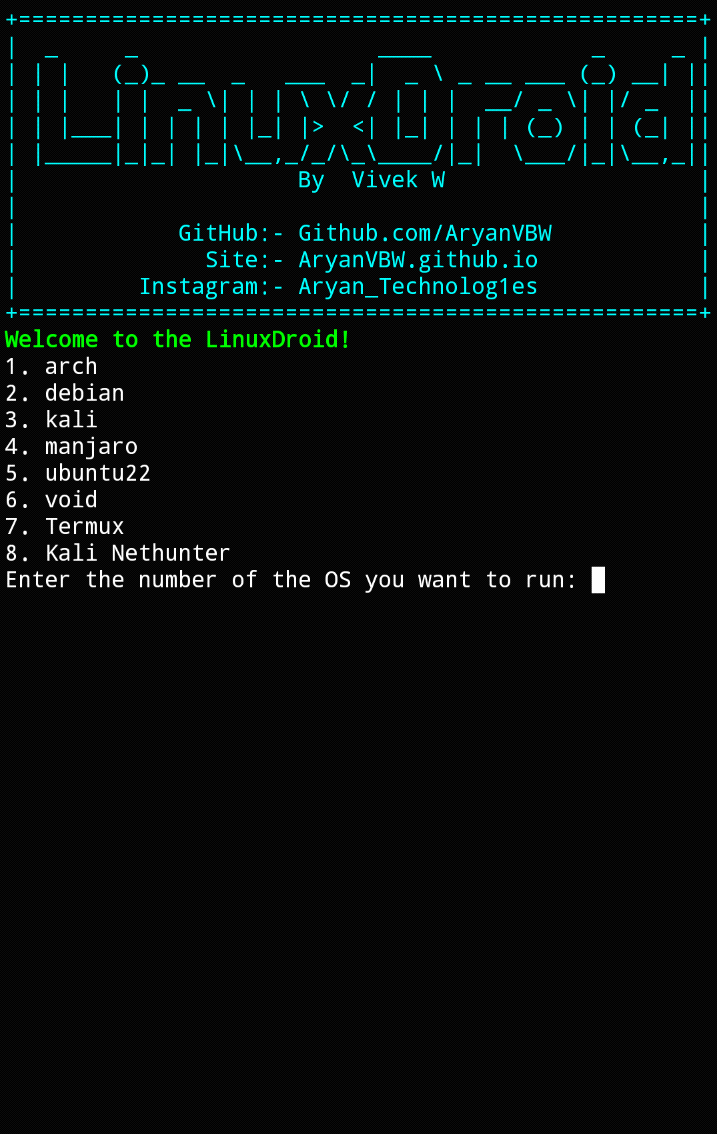 LinuxDroid
By Vivek W
GitHub:- Github.com/AryanVBW
Site:- AryanVBW.github.io
Instagram:- Aryan_Technolog1es
Welcome to the LinuxDroid!
1. arch
2. debian
3. kali
4. manjaro
5. ubuntu22
6. void
7. Termux
8. Kali Nethunter
Enter the number of the OS you want to run: